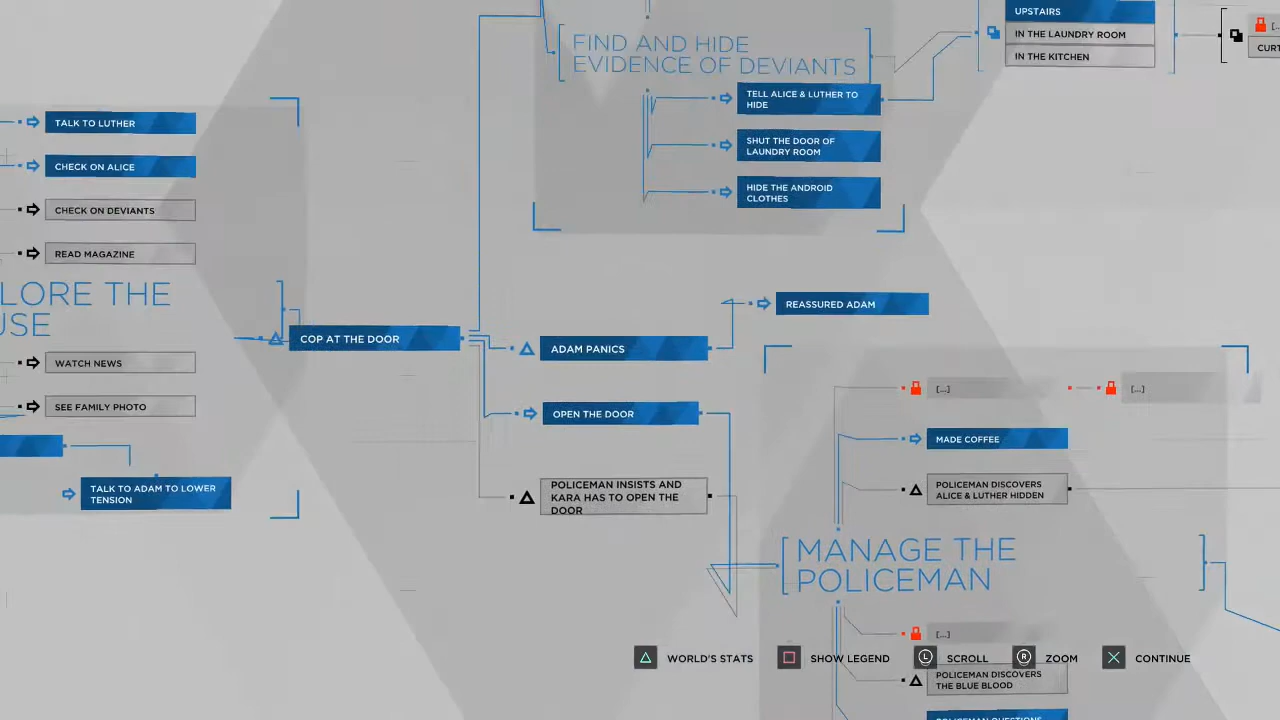 TALK TO LUTHER
CHECK ON ALICE
CHECK ON DEVIANTS
READ MAGAZINE
LORE THE
USE
WATCH NEWS
SEE FAMILY PHOTO
TALK TO ADAM TO LOWER
TENSION
COP AT THE DOOR
FIND AND HIDE
EVIDENCE OF DEVIANTS
TELL ALICE & LUTHER TO
HIDE
SHUT THE DOOR OF
LAUNDRY ROOM
HIDE THE ANDROID
CLOTHES
UPSTAIRS
IN THE LAUNDRY ROOM
IN THE KITCHEN
[...
CURT
ADAM PANICS
REASSURED ADAM
OPEN THE DOOR
POLICEMAN INSISTS AND
KARA HAS TO OPEN THE
DOOR
[...]
[...]
MADE COFFEE
POLICEMAN DISCOVERS
ALICE & LUTHER HIDDEN
MANAGE THE
POLICEMAN
[...]
POLICEMAN DISCOVERS
THE BLUE BLOOD
POLICEMAN QUESTIONS
WORLD'S STATS
SHOW LEGEND
L
SCROLL
R
ZOOM
CONTINUE